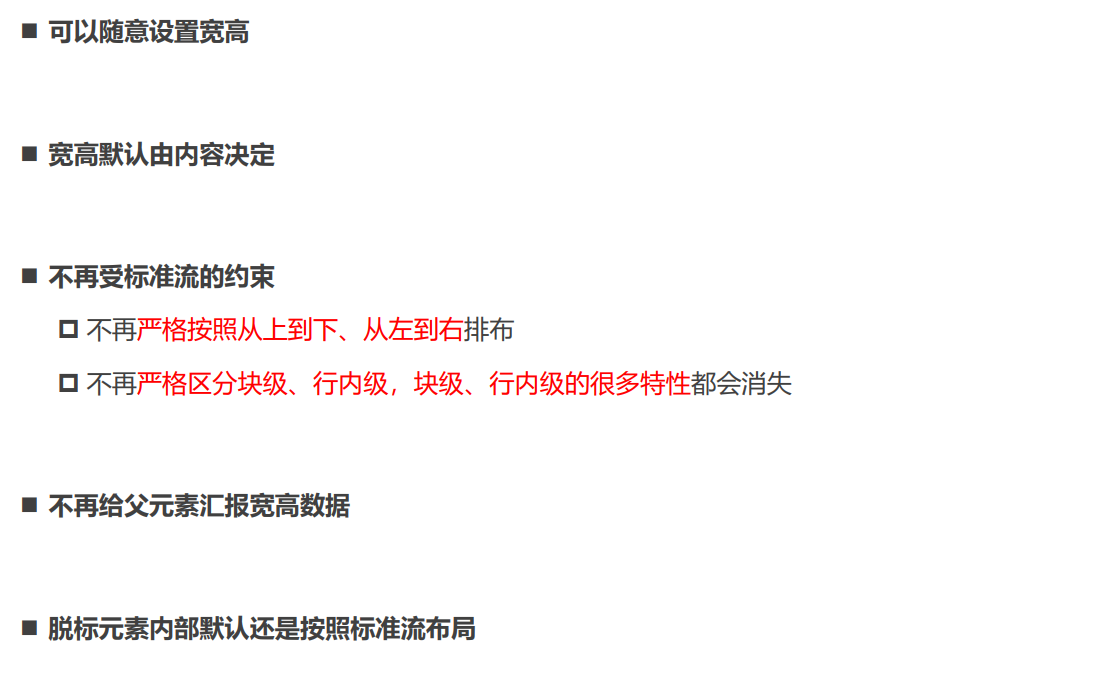 ■ 可以随意设置宽高
■ 宽高默认由内容决定
■ 不再受标准流的约束
不再严格按照从上到下、从左到右排布
不再严格区分块级、行内级，块级、行内级的很多特性都会消失
■ 不再给父元素汇报宽高数据
■ 脱标元素内部默认还是按照标准流布局